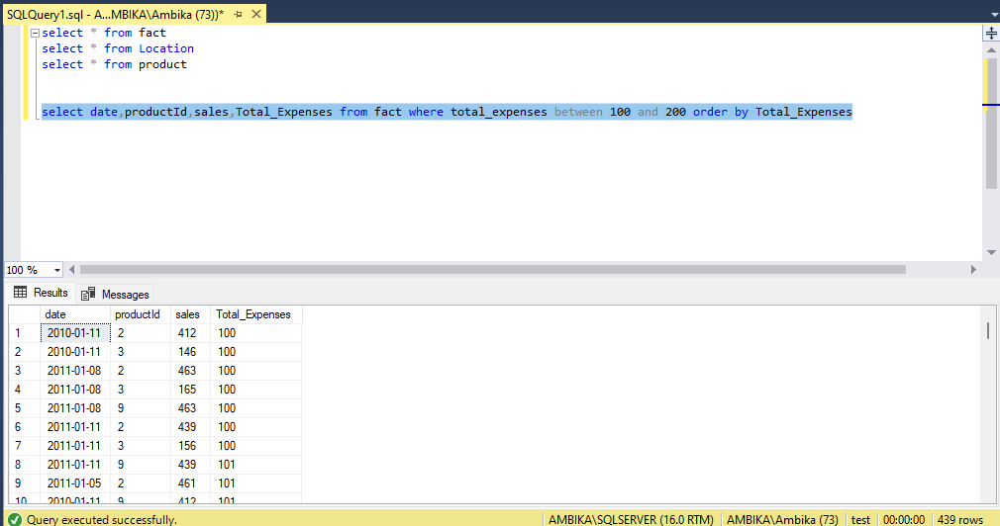 SQLQuery1.sql - A...MBIKA\Ambika (73))*
select * from fact
select * from Location
select * from product
select date,productId,sales,Total_Expenses from fact where total_expenses between 100 and 200 order by Total_Expenses
100 %
Results Messages
date productId sales Total_Expenses
1 2010-01-11 2 412 100
2 2010-01-11 3 146 100
3 2011-01-08 2 463 100
4 2011-01-08 3 165 100
5 2011-01-08 9 463 100
6 2011-01-11 2 439 100
7 2011-01-11 3 156 100
8 2011-01-11 9 439 101
9 2011-01-05 2 461 101
10 2010-01-11 9 412 101
Query executed successfully. AMBIKA\SQLSERVER (16.0 RTM) AMBIKA\Ambika (73) test 00:00:00 439 rows